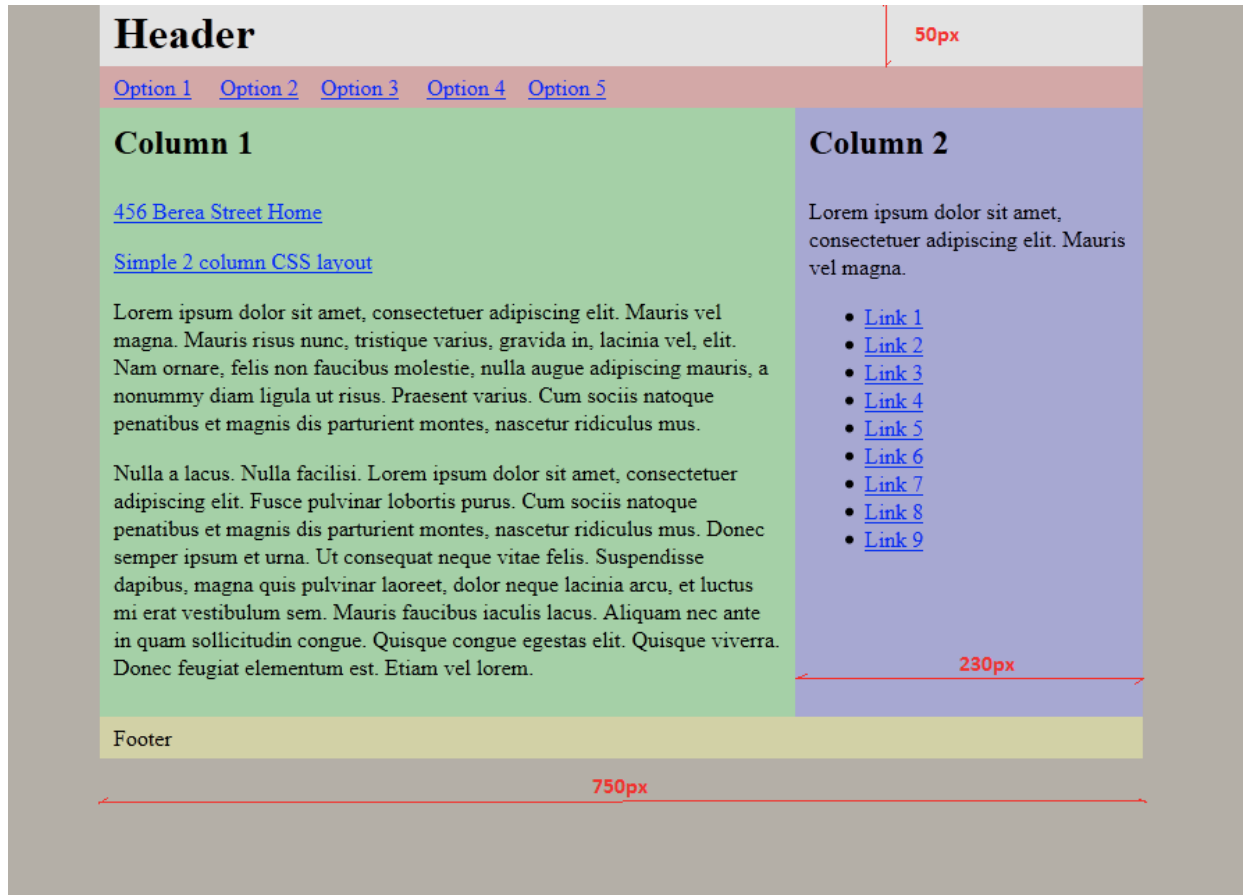 Header
50px
Option 1 Option 2 Option 3 Option 4 Option 5
Column 1
456 Berea Street Home
Simple 2 column CSS layout
Lorem ipsum dolor sit amet, consectetuer adipiscing elit. Mauris vel
magna. Mauris risus nunc, tristique varius, gravida in, lacinia vel, elit.
Nam ornare, felis non faucibus molestie, nulla augue adipiscing mauris, a
nonummy diam ligula ut risus. Praesent varius. Cum sociis natoque
penatibus et magnis dis parturient montes, nascetur ridiculus mus.
Nulla a lacus. Nulla facilisi. Lorem ipsum dolor sit amet, consectetuer
adipiscing elit. Fusce pulvinar lobortis purus. Cum sociis natoque
penatibus et magnis dis parturient montes, nascetur ridiculus mus. Donec
semper ipsum et urna. Ut consequat neque vitae felis. Suspendisse
dapibus, magna quis pulvinar laoreet, dolor neque lacinia arcu, et luctus
mi erat vestibulum sem. Mauris faucibus iaculis lacus. Aliquam nec ante
in quam sollicitudin congue. Quisque congue egestas elit. Quisque viverra.
Donec feugiat elementum est. Etiam vel lorem.
Column 2
Lorem ipsum dolor sit amet,
consectetuer adipiscing elit. Mauris
vel magna.
• Link 1
• Link 2
• Link 3
• Link 4
• Link 5
• Link 6
• Link 7
• Link 8
• Link 9
230px
Footer
750px